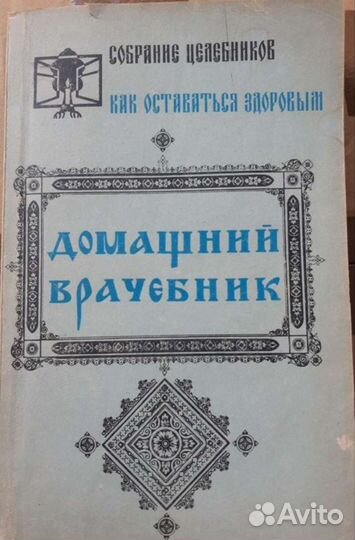 СОБРАНИЕ ЦЕЛЕБНИКОВ
КАК ОСТАВАТЬСЯ ЗДОРОВЫМ
ДОМАШНИЙ
ВРАЧЕБНИК
Avito